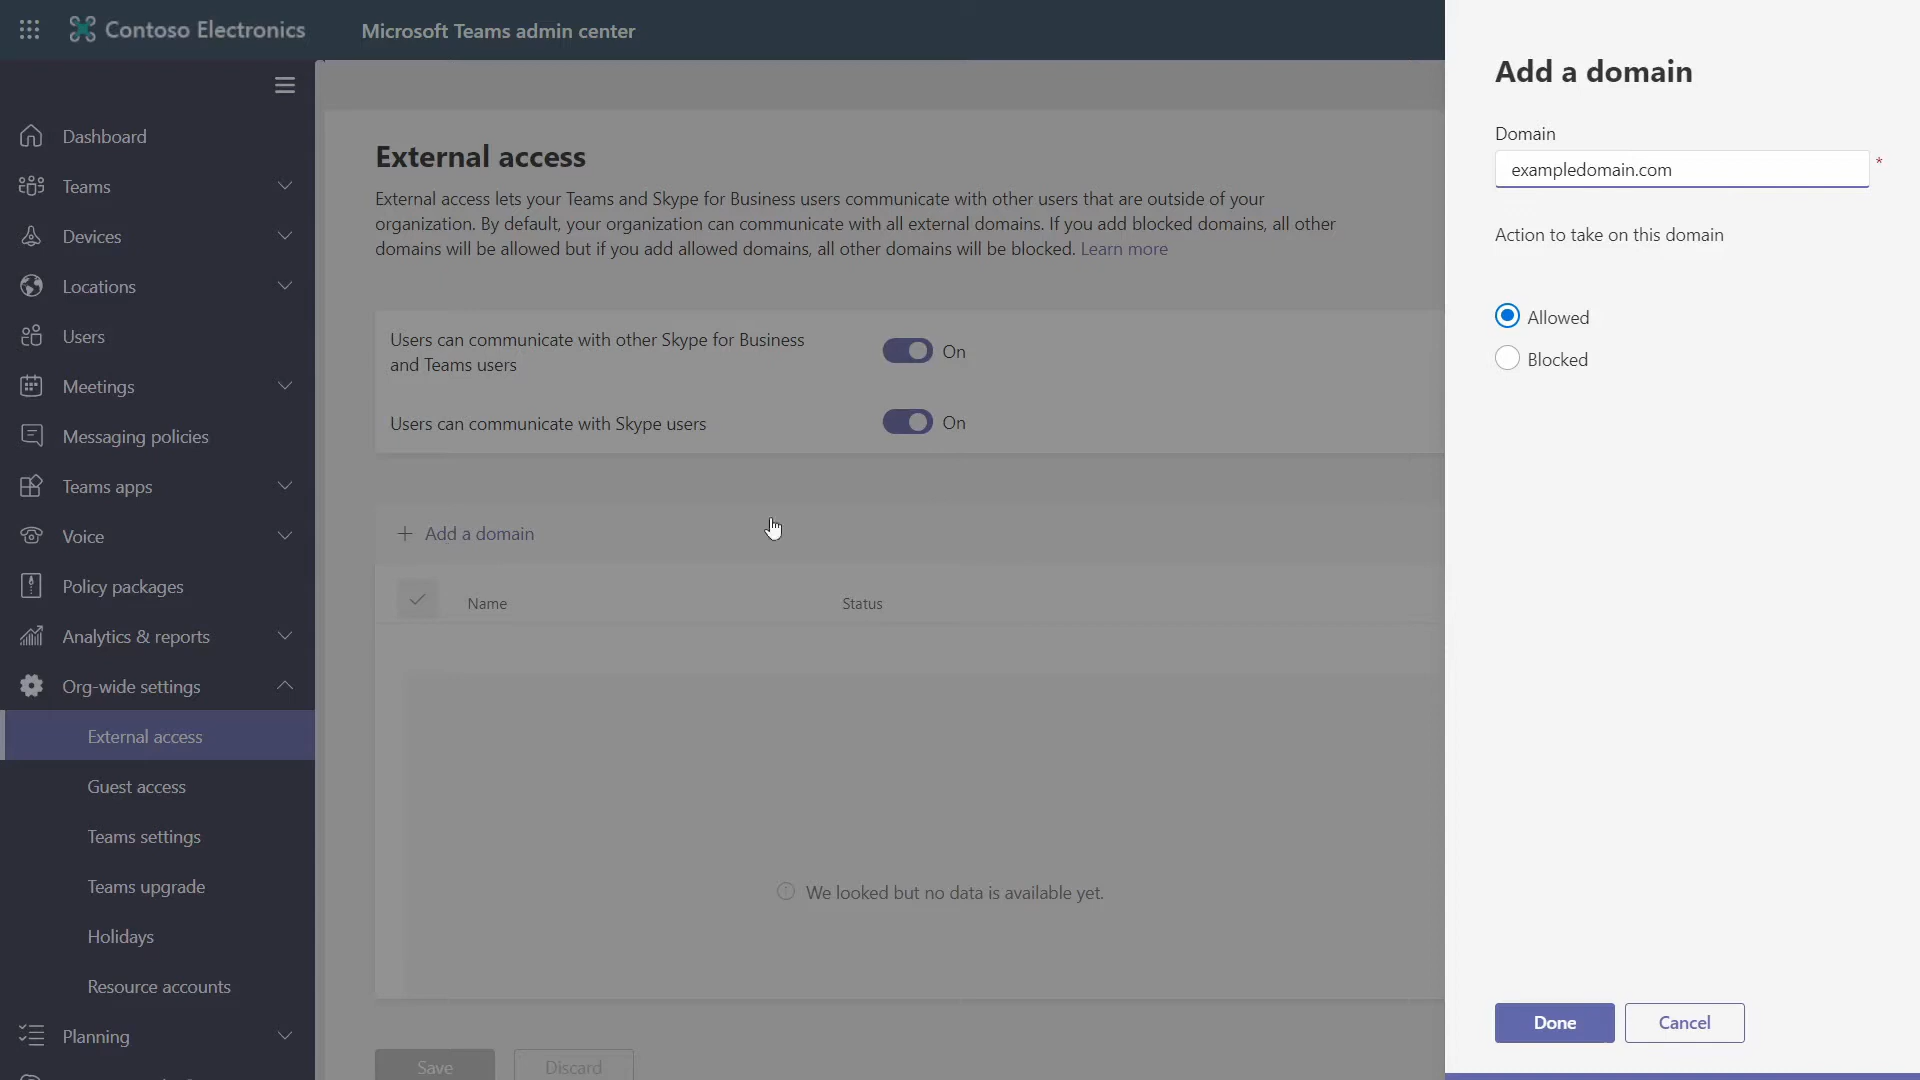 Contoso Electronics
Microsoft Teams admin center
Dashboard
Teams
Devices
Locations
Users
Meetings
Messaging policies
Teams apps
Voice
Policy packages
Analytics & reports
Org-wide settings
External access
Guest access
Teams settings
Teams upgrade
Holidays
Resource accounts
Planning
External access
External access lets your Teams and Skype for Business users communicate with other users that are outside of your
organization. By default, your organization can communicate with all external domains. If you add blocked domains, all other
domains will be allowed but if you add allowed domains, all other domains will be blocked. Learn more
Users can communicate with other Skype for Business
and Teams users
On
Users can communicate with Skype users
On
+ Add a domain
Name
Status
We looked but no data is available yet.
Save
Discard
Add a domain
Domain
*
exampledomain.com
Action to take on this domain
Allowed
Blocked
Done
Cancel